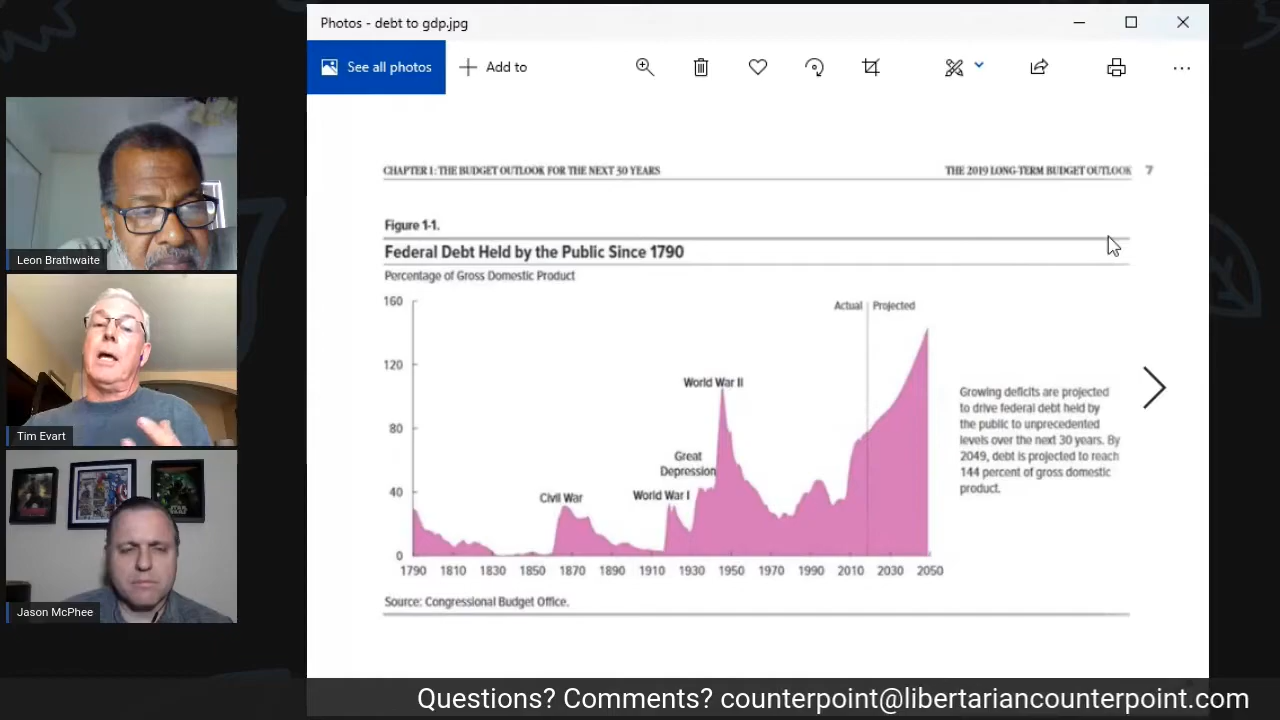 Photos - debt to gdp.jpg
See all photos
Add to
CHAPTER 1: THE BUDGET OUTLOOK FOR THE NEXT 30 YEARS
THE 2019 LONG-TERM BUDGET OUTLOOK 7
Figure 1-1.
Federal Debt Held by the Public Since 1790
Percentage of Gross Domestic Product
160
Actual
Projected
120
World War II
80
Great
Depression
40
Civil War
World War I
0
1790 1810 1830 1850 1870 1890 1910 1930 1950 1970 1990 2010 2030 2050
Growing deficits are projected
to drive federal debt held by
the public to unprecedented
levels over the next 30 years. By
2049, debt is projected to reach
144 percent of gross domestic
product.
Source: Congressional Budget Office.
Leon Brathwaite
Tim Evart
Jason McPhee
Questions? Comments? counterpoint@libertariancounterpoint.com